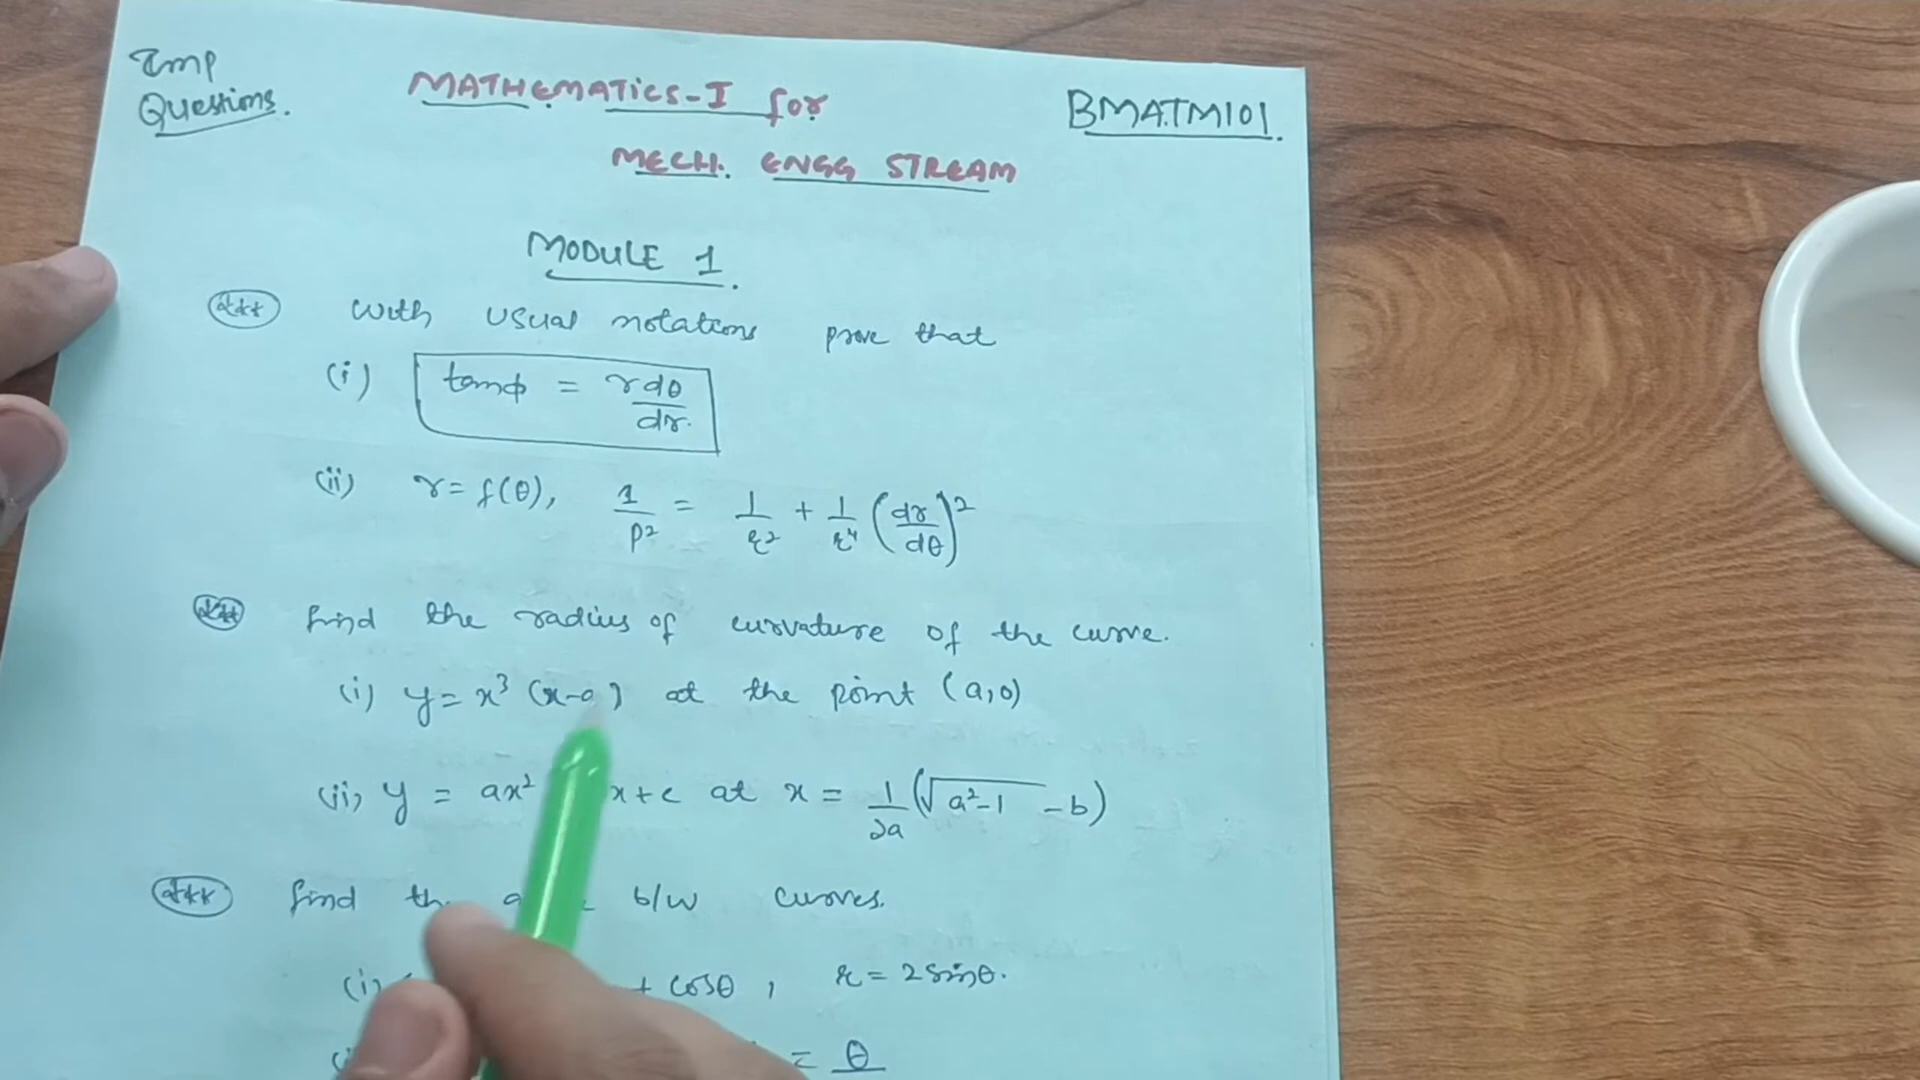 Imp
Questions.
MATHEMATICS-I for
MECH. ENGG STREAM
BMATM101.
MODULE 1.
*** with usual notations prove that
(i) tanϕ = rdθ/dr.
(ii) r = f(θ), 1/p² = 1/r² + 1/r⁴ (dr/dθ)²
*** find the radius of curvature of the curve.
(i) y = x³ (x-a) at the point (a,0)
(ii) y = ax² x+c at x = 1/2a (√a²-1 -b)
*** find b/w curves.
(i) + cosθ, r = 2sinθ.
= θ